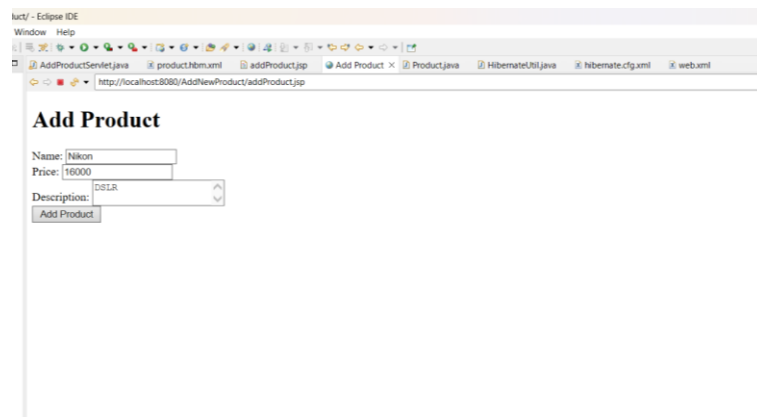 uct/ - Eclipse IDE
Window Help
AddProductServlet.java product.hbm.xml addProduct.jsp Add Product Product.java HibernateUtil.java hibernate.cfg.xml web.xml
http://localhost:8080/AddNewProduct/addProduct.jsp
Add Product
Name: Nikon
Price: 16000
Description: DSLR
Add Product